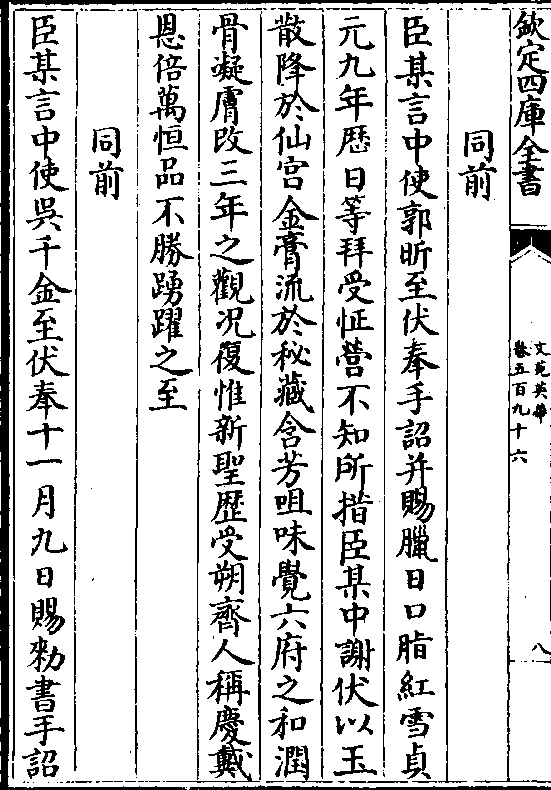 欽定四庫全書
文苑英華
卷五百九十六
八
同前
臣某言中使郭昕至伏奉手詔并賜臘日口脂紅雪貞
元九年歷日等拜受怔營不知所措臣某中謝伏以玉
散降於仙宫金膏流於秘藏含芳咀味覺六府之和潤
骨凝膚改三年之觀况復惟新聖歷受朔齊人稱慶戴
恩倍萬恒品不勝踴躍之至
同前
臣某言中使吳千金至伏奉十一月九日賜勑書手詔